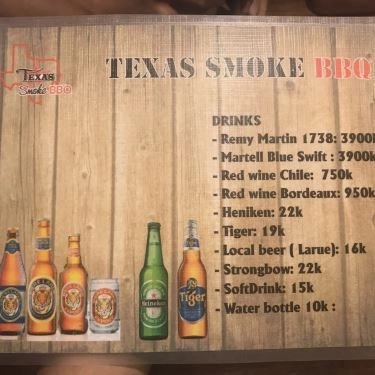 TEXAS SMOKE BBQ
TEXAS
Smoke BBQ
DRINKS
- Remy Martin 1738: 3900k
- Martell Blue Swift : 3900k
- Red wine Chile: 750k
- Red wine Bordeaux: 950k
- Heniken: 22k
- Tiger: 19k
- Local beer ( Larue): 16k
- Strongbow: 22k
- SoftDrink: 15k
- Water bottle 10k :
Heineken
Tiger